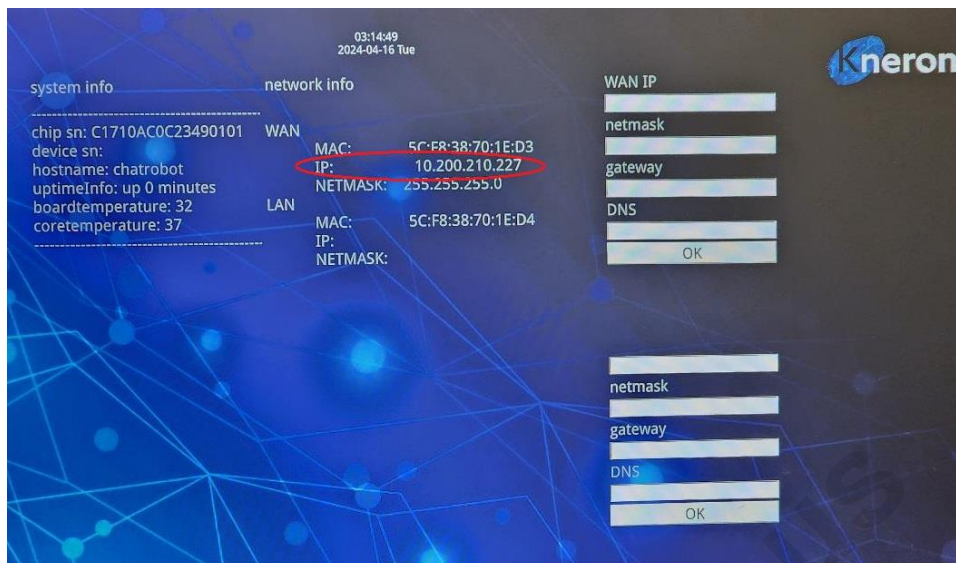 03:14:49
2024-04-16 Tue
Kneron
system info
------------------------------------------
chip sn: C1710AC0C23490101
device sn:
hostname: chatrobot
uptimeInfo: up 0 minutes
boardtemperature: 32
coretemperature: 37
------------------------------------------
network info
WAN
MAC: 5C:F8:38:70:1E:D3
IP: 10.200.210.227
NETMASK: 255.255.255.0
LAN
MAC: 5C:F8:38:70:1E:D4
IP:
NETMASK:
WAN IP
netmask
gateway
DNS
OK
netmask
gateway
DNS
OK